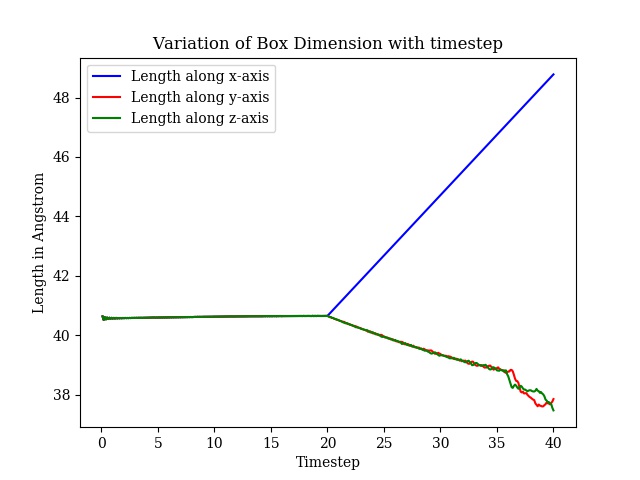 Variation of Box Dimension with timestep
Length along x-axis
Length along y-axis
Length along z-axis
Length in Angstrom
48
46
44
42
40
38
0 5 10 15 20 25 30 35 40
Timestep